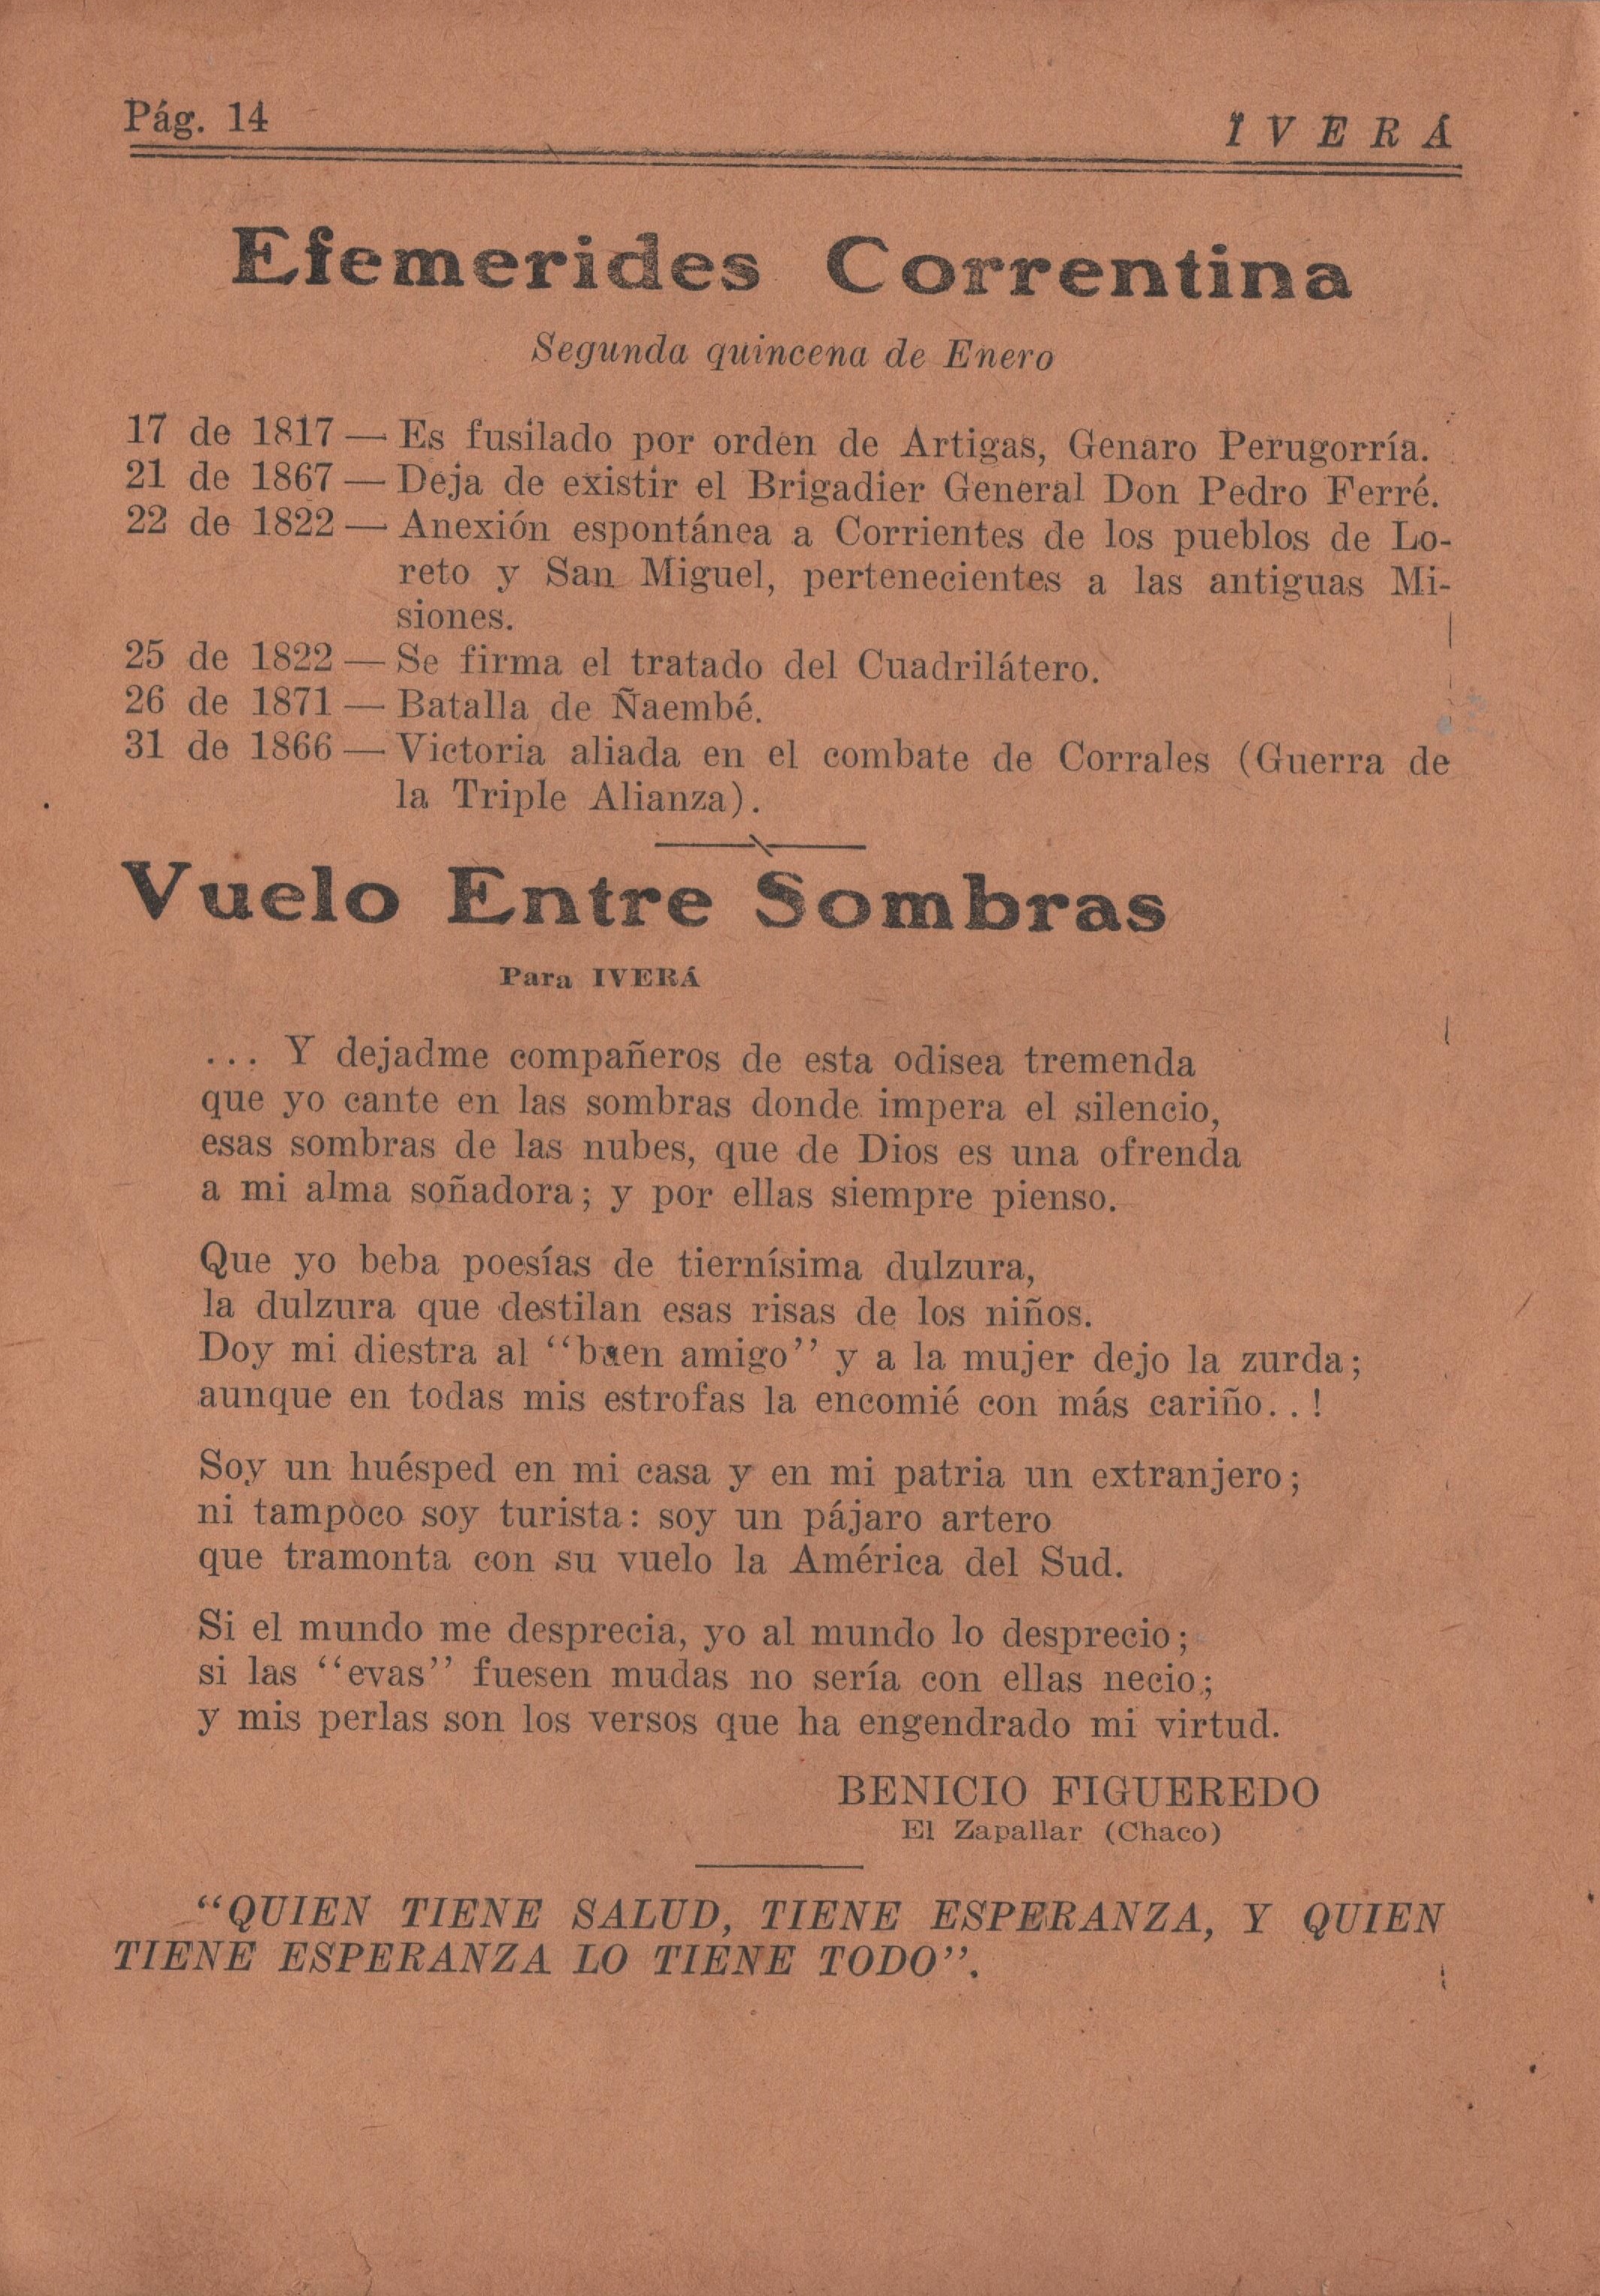 Pág. 14
IVERÁ
Efemerides Correntina
Segunda quincena de Enero
17 de 1817 — Es fusilado por orden de Artigas, Genaro Perugorría.
21 de 1867 — Deja de existir el Brigadier General Don Pedro Ferré.
22 de 1822 — Anexión espontánea a Corrientes de los pueblos de Lo-
reto y San Miguel, pertenecientes a las antiguas Mi-
siones.
25 de 1822 — Se firma el tratado del Cuadrilátero.
26 de 1871 — Batalla de Ñaembé.
31 de 1866 — Victoria aliada en el combate de Corrales (Guerra de
la Triple Alianza).
Vuelo Entre Sombras
Para IVERÁ
... Y dejadme compañeros de esta odisea tremenda
que yo cante en las sombras donde impera el silencio,
esas sombras de las nubes, que de Dios es una ofrenda
a mi alma soñadora; y por ellas siempre pienso.
Que yo beba poesías de tiernísima dulzura,
la dulzura que destilan esas risas de los niños.
Doy mi diestra al "buen amigo" y a la mujer dejo la zurda;
aunque en todas mis estrofas la encomié con más cariño..!
Soy un huésped en mi casa y en mi patria un extranjero;
ni tampoco soy turista: soy un pájaro artero
que tramonta con su vuelo la América del Sud.
Si el mundo me desprecia, yo al mundo lo desprecio;
si las "evas" fuesen mudas no sería con ellas necio;
y mis perlas son los versos que ha engendrado mi virtud.
BENICIO FIGUEREDO
El Zapallar (Chaco)
"QUIEN TIENE SALUD, TIENE ESPERANZA, Y QUIEN
TIENE ESPERANZA LO TIENE TODO".